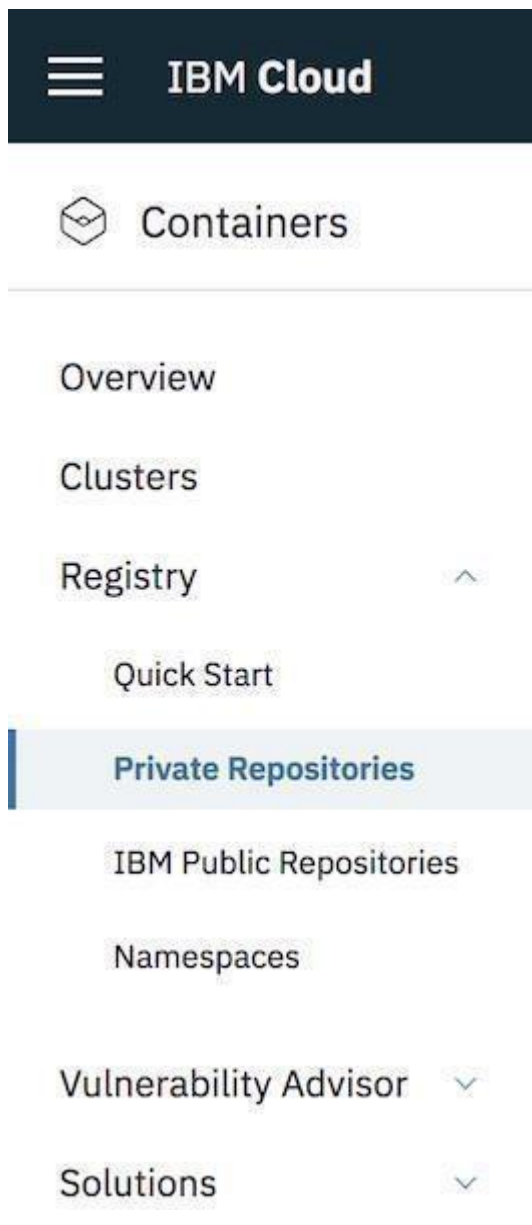 IBM Cloud
Containers
Overview
Clusters
Registry
Quick Start
Private Repositories
IBM Public Repositories
Namespaces
Vulnerability Advisor
Solutions